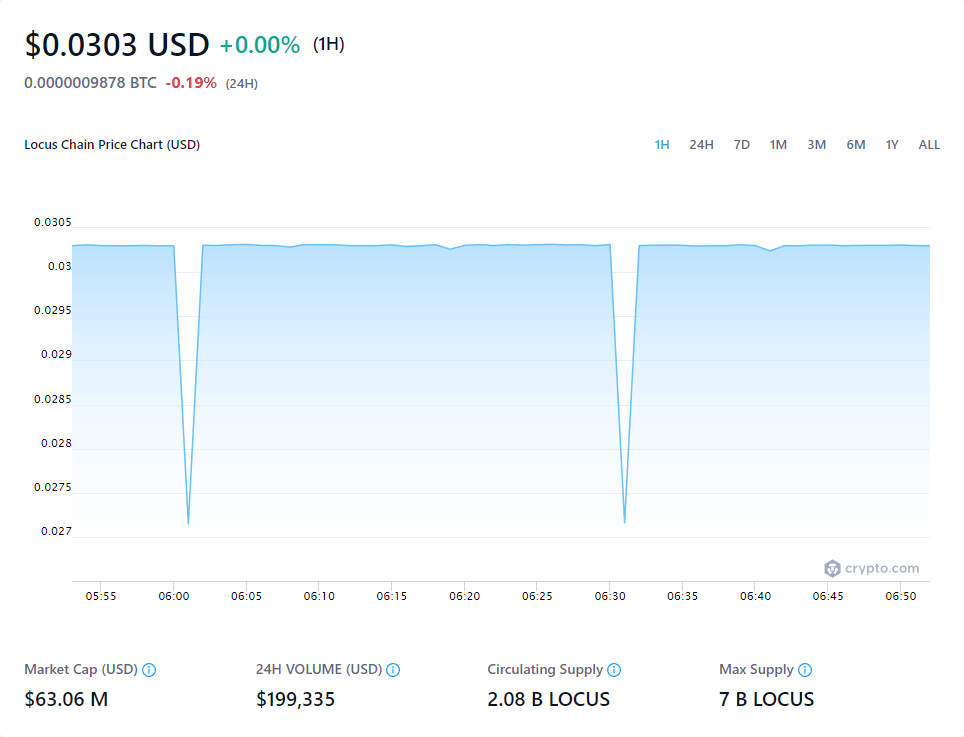 $0.0303 USD +0.00% (1H)
0.0000009878 BTC -0.19% (24H)
Locus Chain Price Chart (USD) 1H 24H 7D 1M 3M 6M 1Y ALL
0.0305
0.03
0.0295
0.029
0.0285
0.028
0.0275
0.027
crypto.com
05:55 06:00 06:05 06:10 06:15 06:20 06:25 06:30 06:35 06:40 06:45 06:50
Market Cap (USD) 24H VOLUME (USD) Circulating Supply Max Supply
$63.06 M $199,335 2.08 B LOCUS 7 B LOCUS